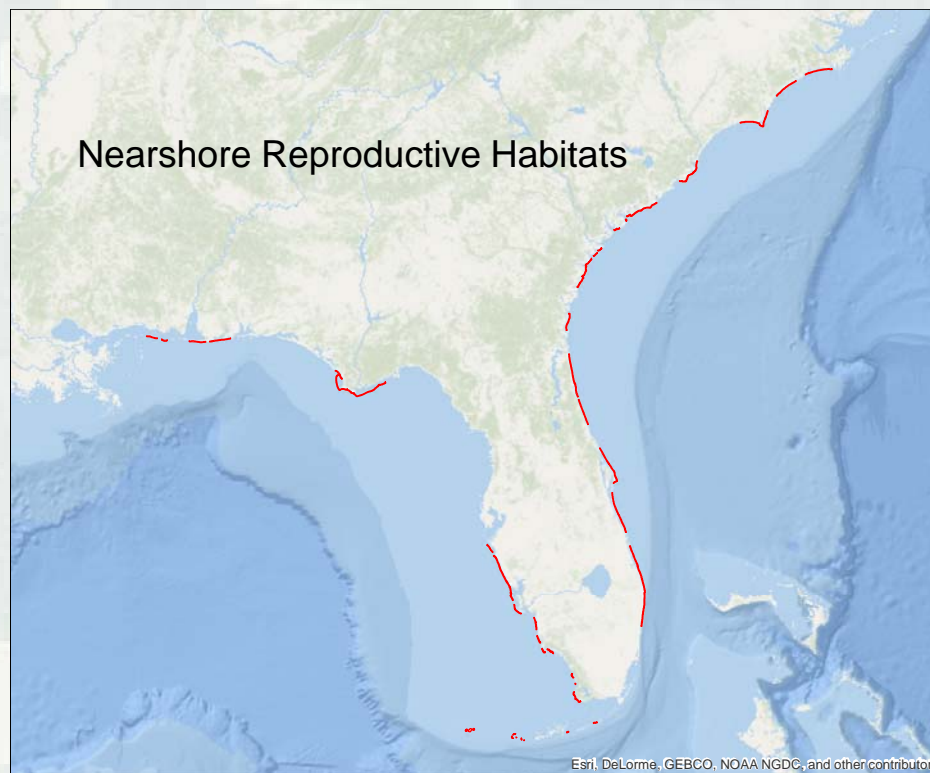 Nearshore Reproductive Habitats
Esri, DeLorme, GEBCO, NOAA NGDC, and other contributor